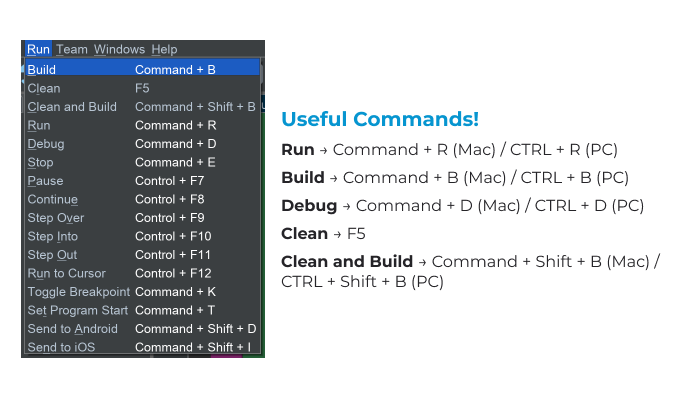 Run Team Windows Help
Build Command + B
Clean F5
Clean and Build Command + Shift + B
Run Command + R
Debug Command + D
Stop Command + E
Pause Control + F7
Continue Control + F8
Step Over Control + F9
Step Into Control + F10
Step Out Control + F11
Run to Cursor Control + F12
Toggle Breakpoint Command + K
Set Program Start Command + T
Send to Android Command + Shift + D
Send to iOS Command + Shift + I
Useful Commands!
Run → Command + R (Mac) / CTRL + R (PC)
Build → Command + B (Mac) / CTRL + B (PC)
Debug → Command + D (Mac) / CTRL + D (PC)
Clean → F5
Clean and Build → Command + Shift + B (Mac) /
CTRL + Shift + B (PC)